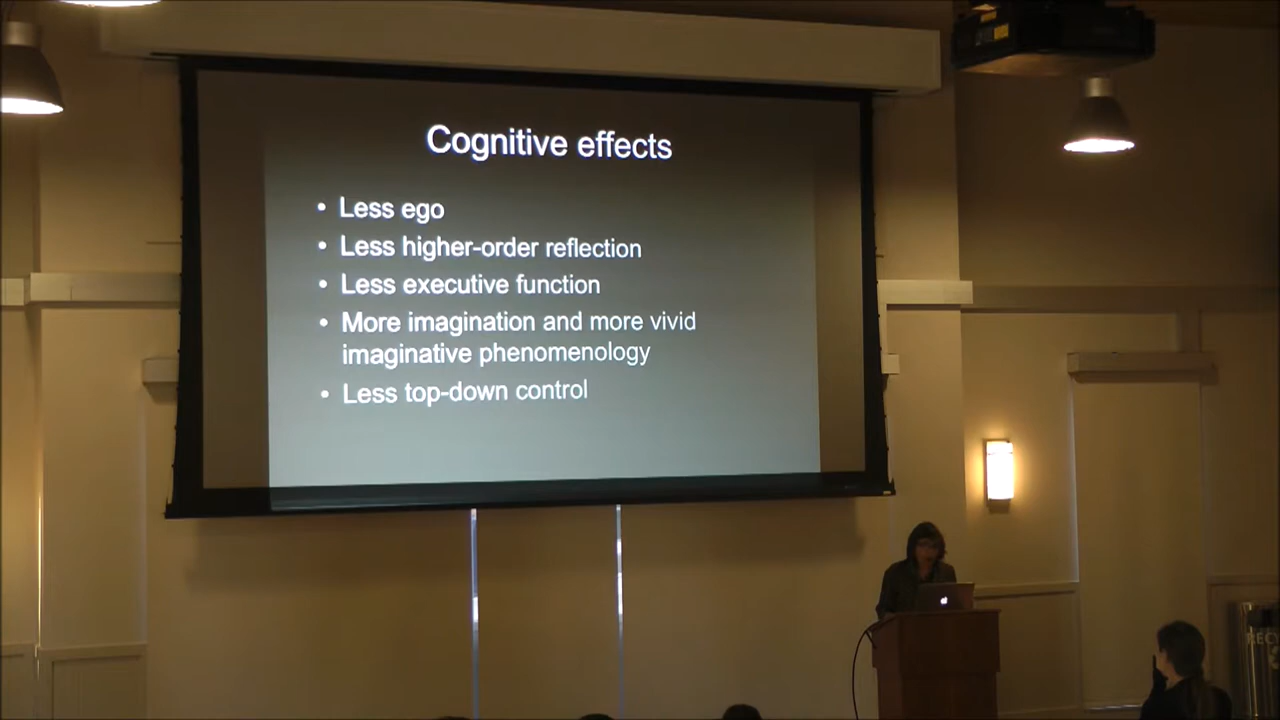 Cognitive effects
• Less ego
• Less higher-order reflection
• Less executive function
• More imagination and more vivid
imaginative phenomenology
• Less top-down control
RECY